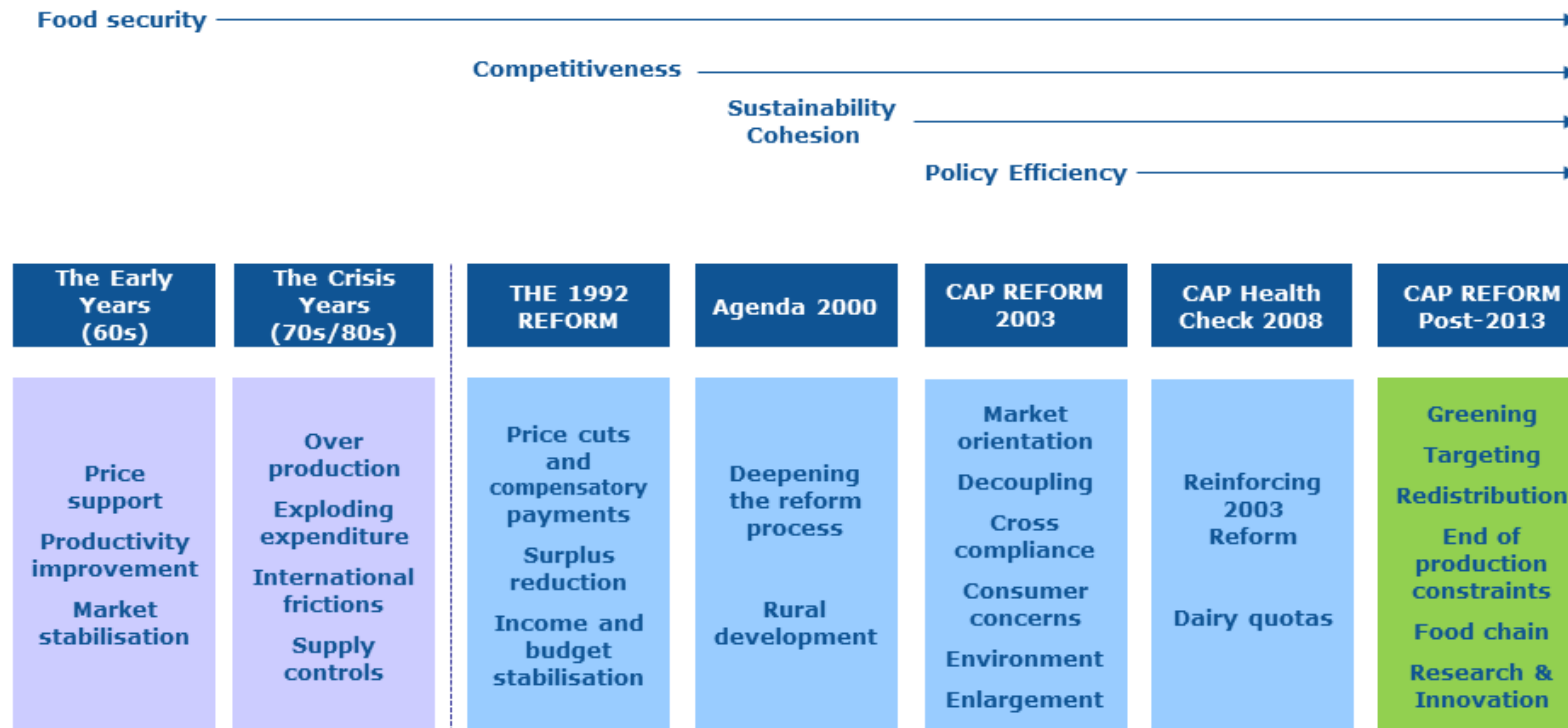 Food security
Competitiveness
Sustainability
Cohesion
Policy Efficiency
The Early
Years
(60s)
The Crisis
Years
(70s/80s)
THE 1992
REFORM
Agenda 2000
CAP REFORM
2003
CAP Health
Check 2008
CAP REFORM
Post-2013
Price
support
Productivity
improvement
Market
stabilisation
Over
production
Exploding
expenditure
International
frictions
Supply
controls
Price cuts
and
compensatory
payments
Surplus
reduction
Income and
budget
stabilisation
Deepening
the reform
process
Rural
development
Market
orientation
Decoupling
Cross
compliance
Consumer
concerns
Environment
Enlargement
Reinforcing
2003
Reform
Dairy quotas
Greening
Targeting
Redistribution
End of
production
constraints
Food chain
Research &
Innovation